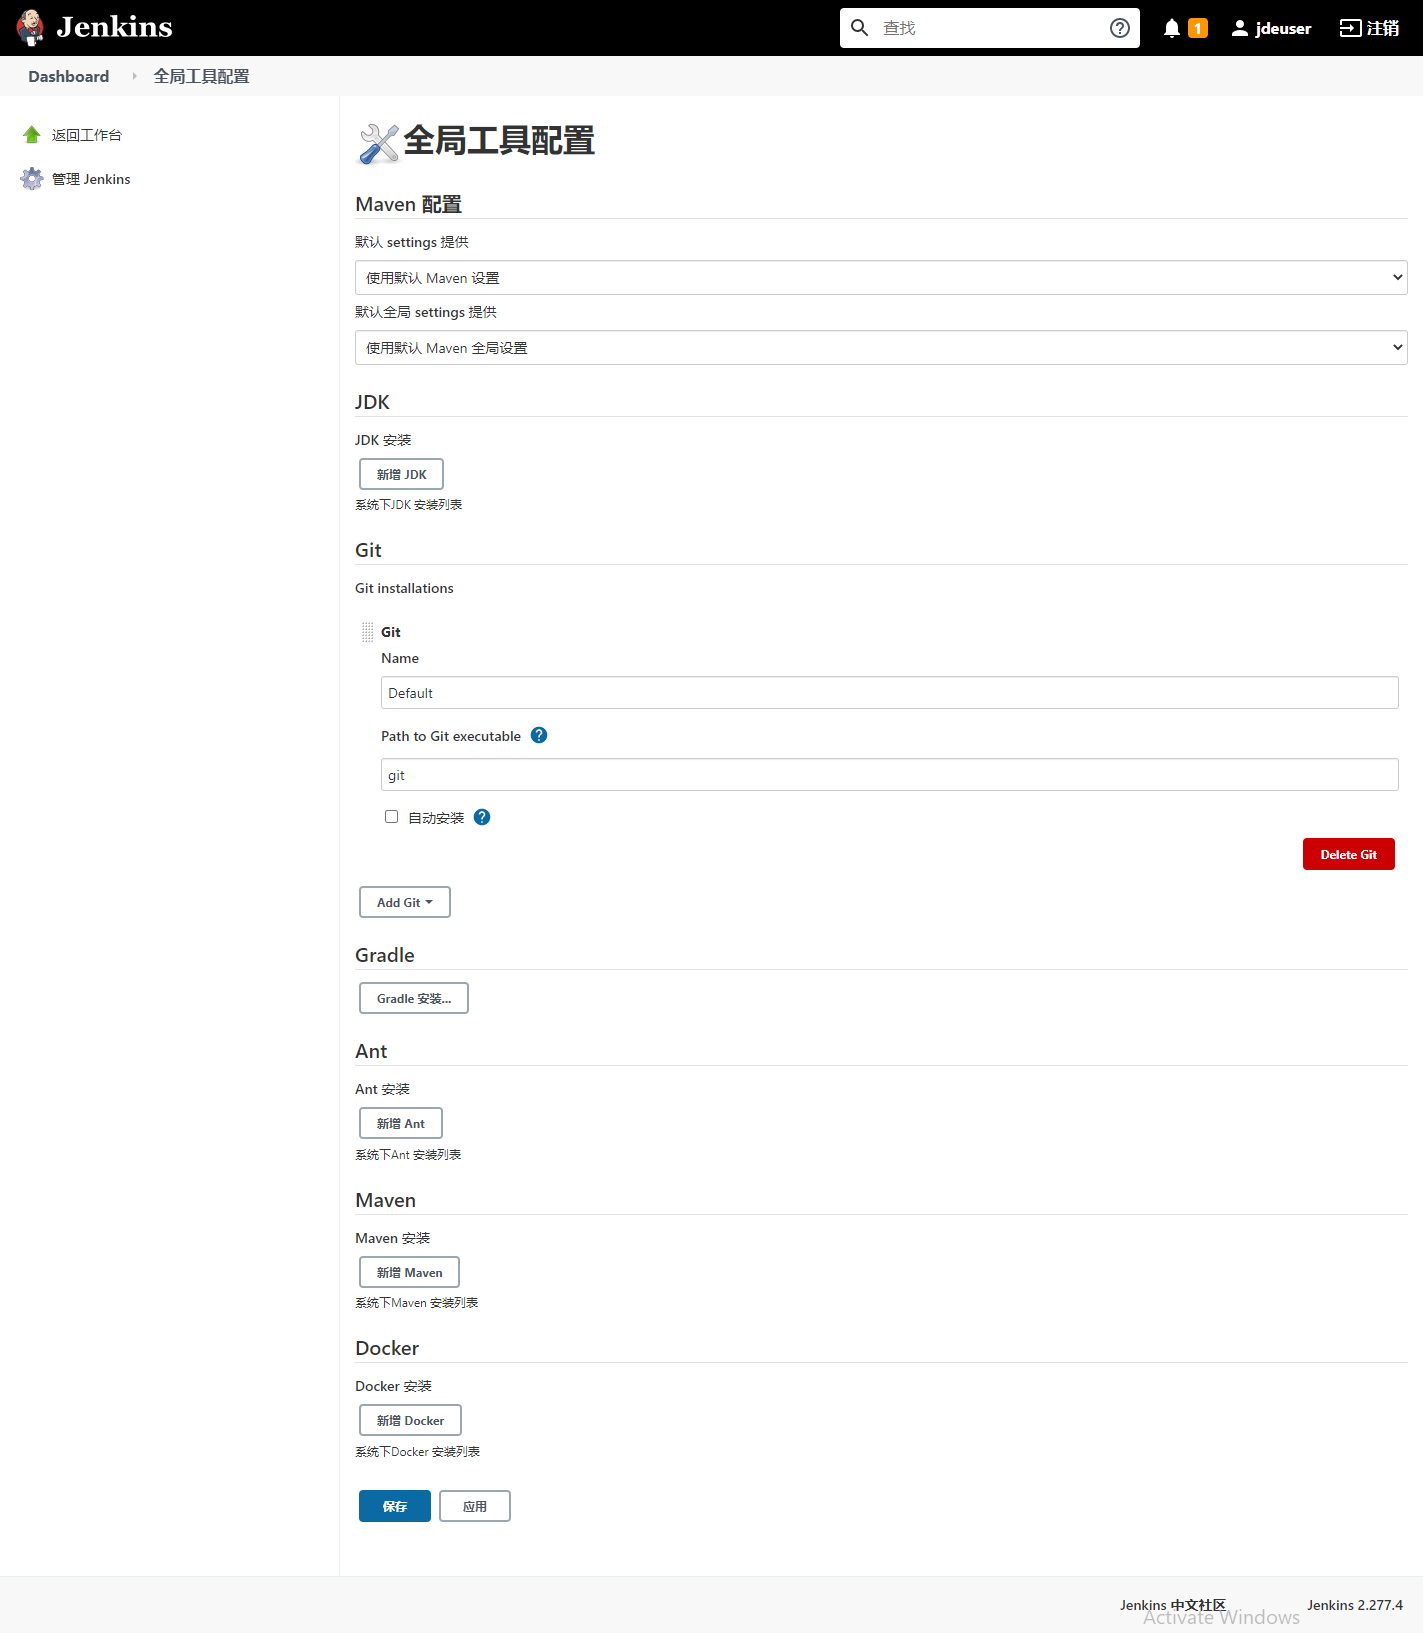 Jenkins
查找
1
jdeuser
注销
Dashboard
全局工具配置
返回工作台
管理 Jenkins
全局工具配置
Maven 配置
默认 settings 提供
使用默认 Maven 设置
默认全局 settings 提供
使用默认 Maven 全局设置
JDK
JDK 安装
新增 JDK
系统下JDK 安装列表
Git
Git installations
Git
Name
Default
Path to Git executable
git
自动安装
Delete Git
Add Git
Gradle
Gradle 安装...
Ant
Ant 安装
新增 Ant
系统下Ant 安装列表
Maven
Maven 安装
新增 Maven
系统下Maven 安装列表
Docker
Docker 安装
新增 Docker
系统下Docker 安装列表
保存
应用
Jenkins 中文社区
Jenkins 2.277.4
Activate Windows